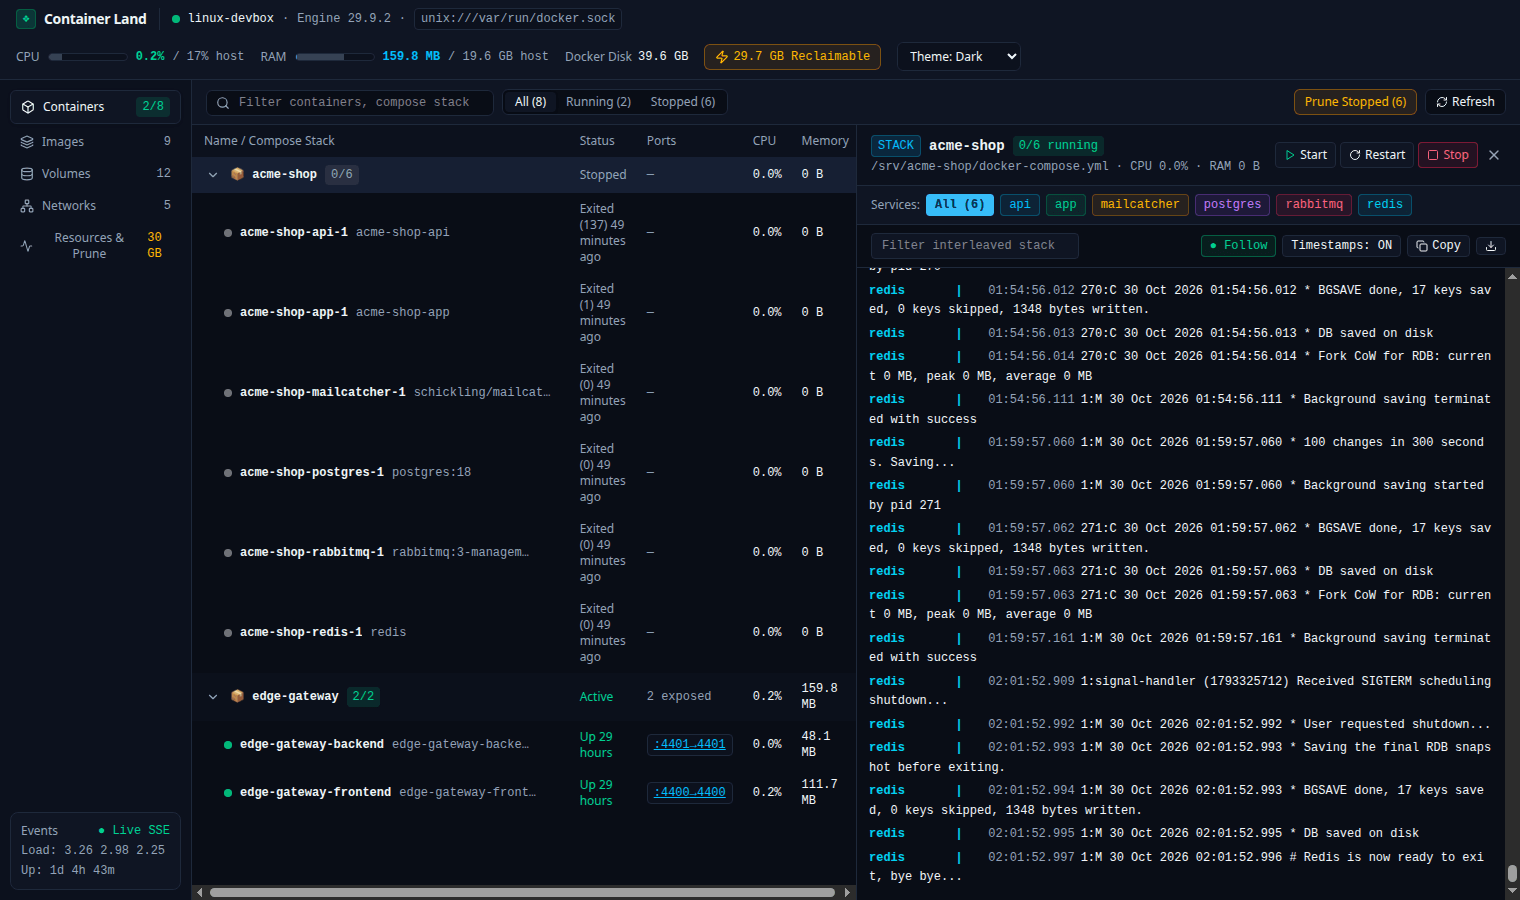 Container Land
linux-devbox · Engine 29.9.2 · unix:///var/run/docker.sock
CPU 0.2% / 17% host RAM 159.8 MB / 19.6 GB host Docker Disk 39.6 GB 29.7 GB Reclaimable Theme: Dark
Containers 2/8
Images 9
Volumes 12
Networks 5
Resources & Prune 30 GB
Events ● Live SSE
Load: 3.26 2.98 2.25
Up: 1d 4h 43m
Filter containers, compose stack All (8) Running (2) Stopped (6) Prune Stopped (6) Refresh
Name / Compose Stack Status Ports CPU Memory
acme-shop 0/6 Stopped — 0.0% 0 B
acme-shop-api-1 acme-shop-api Exited (137) 49 minutes ago — 0.0% 0 B
acme-shop-app-1 acme-shop-app Exited (1) 49 minutes ago — 0.0% 0 B
acme-shop-mailcatcher-1 schickling/mailcat… Exited (0) 49 minutes ago — 0.0% 0 B
acme-shop-postgres-1 postgres:18 Exited (0) 49 minutes ago — 0.0% 0 B
acme-shop-rabbitmq-1 rabbitmq:3-managem… Exited (0) 49 minutes ago — 0.0% 0 B
acme-shop-redis-1 redis Exited (0) 49 minutes ago — 0.0% 0 B
edge-gateway 2/2 Active 2 exposed 0.2% 159.8 MB
edge-gateway-backend edge-gateway-backe… Up 29 hours :4401→4401 0.0% 48.1 MB
edge-gateway-frontend edge-gateway-front… Up 29 hours :4400→4400 0.2% 111.7 MB
STACK acme-shop 0/6 running
/srv/acme-shop/docker-compose.yml · CPU 0.0% · RAM 0 B
Start Restart Stop
Services: All (6) api app mailcatcher postgres rabbitmq redis
Filter interleaved stack ● Follow Timestamps: ON Copy
by pid 270
redis | 01:54:56.012 270:C 30 Oct 2026 01:54:56.012 * BGSAVE done, 17 keys sav
ed, 0 keys skipped, 1348 bytes written.
redis | 01:54:56.013 270:C 30 Oct 2026 01:54:56.013 * DB saved on disk
redis | 01:54:56.014 270:C 30 Oct 2026 01:54:56.014 * Fork CoW for RDB: curren
t 0 MB, peak 0 MB, average 0 MB
redis | 01:54:56.111 1:M 30 Oct 2026 01:54:56.111 * Background saving terminat
ed with success
redis | 01:59:57.060 1:M 30 Oct 2026 01:59:57.060 * 100 changes in 300 second
s. Saving...
redis | 01:59:57.060 1:M 30 Oct 2026 01:59:57.060 * Background saving started
by pid 271
redis | 01:59:57.062 271:C 30 Oct 2026 01:59:57.062 * BGSAVE done, 17 keys sav
ed, 0 keys skipped, 1348 bytes written.
redis | 01:59:57.063 271:C 30 Oct 2026 01:59:57.063 * DB saved on disk
redis | 01:59:57.063 271:C 30 Oct 2026 01:59:57.063 * Fork CoW for RDB: curren
t 0 MB, peak 0 MB, average 0 MB
redis | 01:59:57.161 1:M 30 Oct 2026 01:59:57.161 * Background saving terminat
ed with success
redis | 02:01:52.909 1:signal-handler (1793325712) Received SIGTERM scheduling
shutdown...
redis | 02:01:52.992 1:M 30 Oct 2026 02:01:52.992 * User requested shutdown...
redis | 02:01:52.993 1:M 30 Oct 2026 02:01:52.993 * Saving the final RDB snaps
hot before exiting.
redis | 02:01:52.994 1:M 30 Oct 2026 02:01:52.993 * BGSAVE done, 17 keys save
d, 0 keys skipped, 1348 bytes written.
redis | 02:01:52.995 1:M 30 Oct 2026 02:01:52.995 * DB saved on disk
redis | 02:01:52.997 1:M 30 Oct 2026 02:01:52.996 # Redis is now ready to exi
t, bye bye...